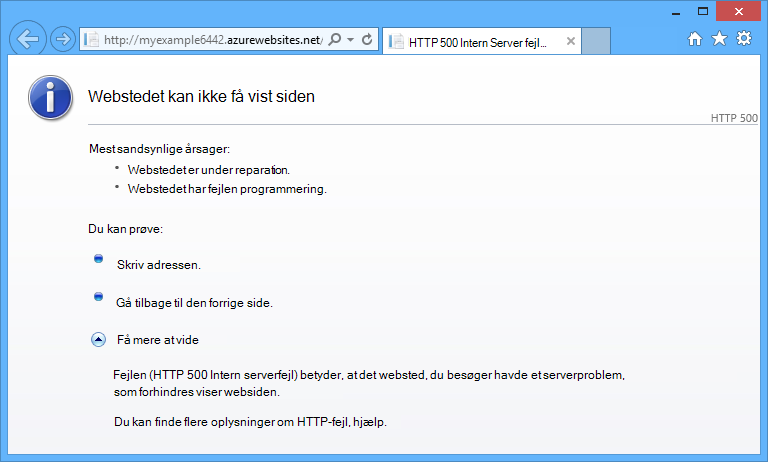 http://myexample6442.azurewebsites.net/
HTTP 500 Intern Server fejl...
Webstedet kan ikke få vist siden
HTTP 500
Mest sandsynlige årsager:
• Webstedet er under reparation.
• Webstedet har fejlen programmering.
Du kan prøve:
Skriv adressen.
Gå tilbage til den forrige side.
Få mere at vide
Fejlen (HTTP 500 Intern serverfejl) betyder, at det websted, du besøger havde et serverproblem,
som forhindres viser websiden.
Du kan finde flere oplysninger om HTTP-fejl, hjælp.